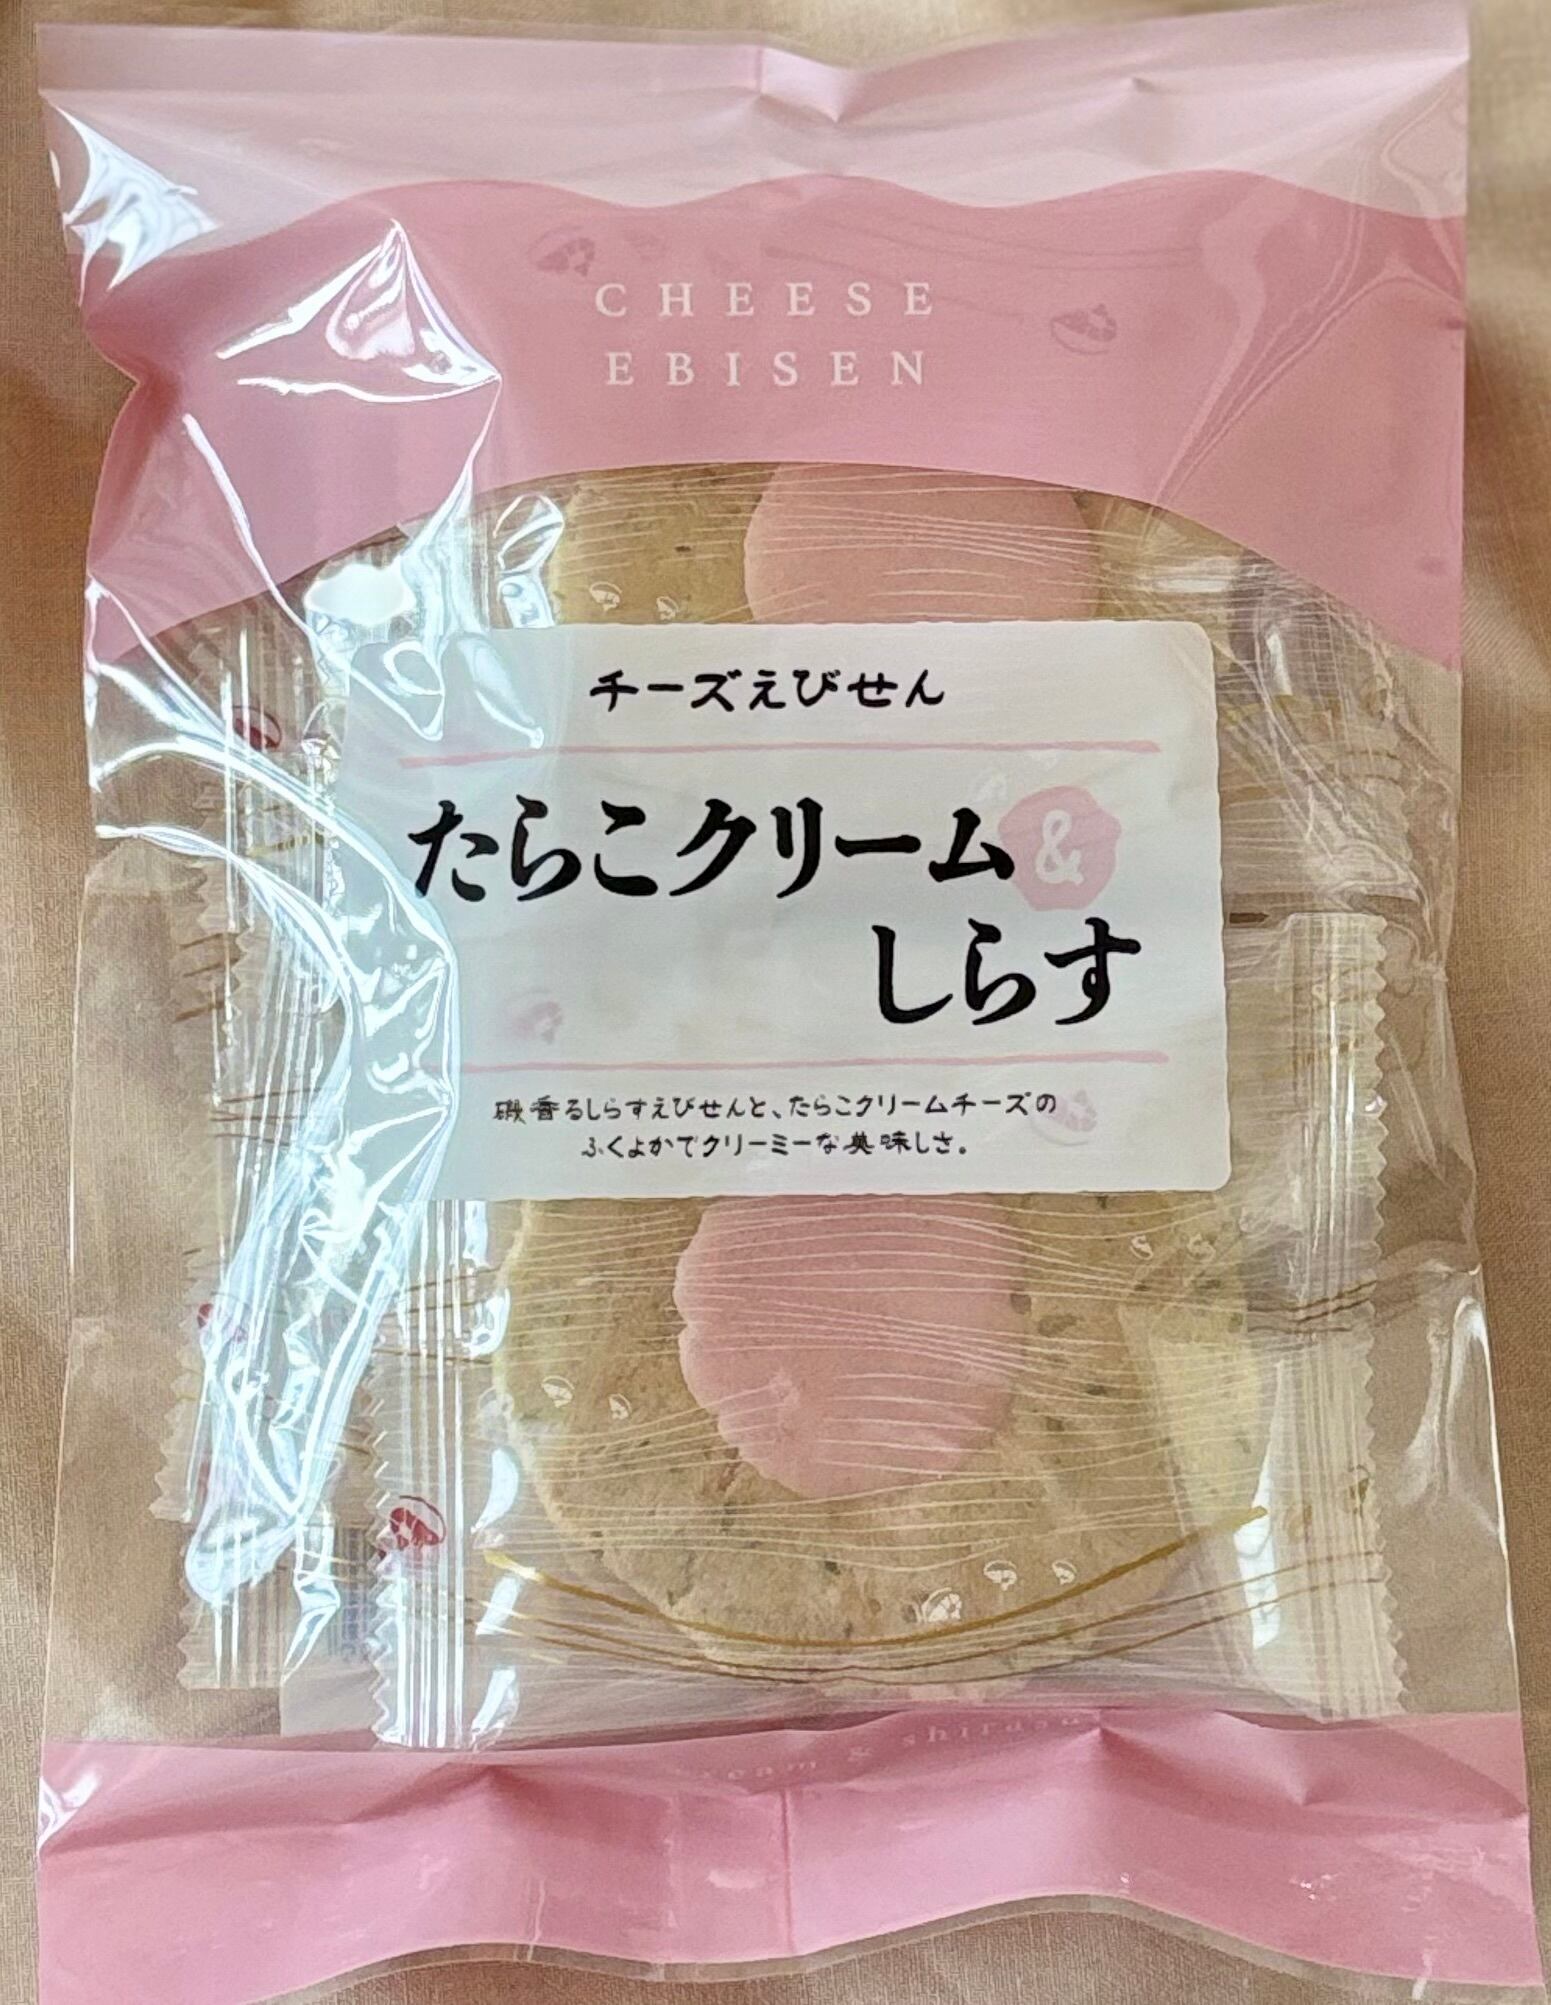 CHEESE
EBISEN
チーズえびせん
たらこクリーム&
しらす
磯香るしらすえびせんと、たらこクリームチーズの
ふくよかでクリーミーな美味しさ。
& shirasu